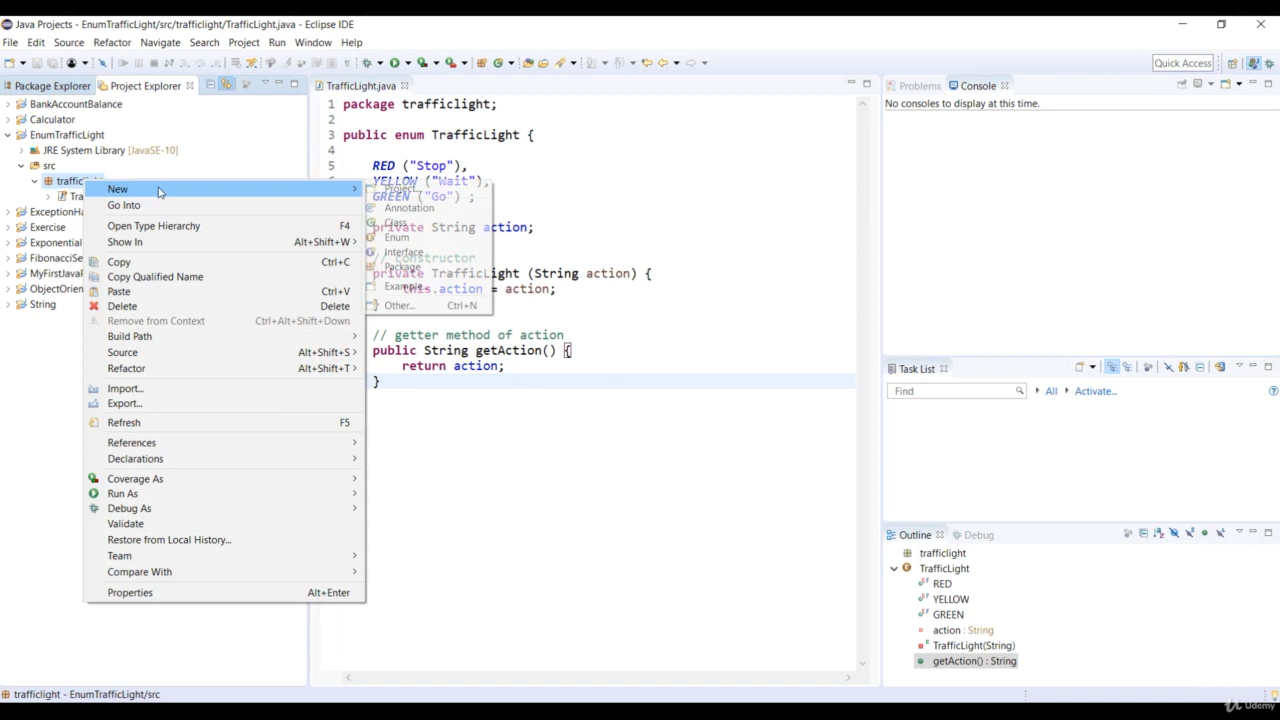 Java Projects - EnumTrafficLight/src/trafficlight/TrafficLight.java - Eclipse IDE
File Edit Source Refactor Navigate Search Project Run Window Help
Quick Access
Package Explorer Project Explorer
BankAccountBalance
Calculator
EnumTrafficLight
JRE System Library [JavaSE-10]
src
traffic
Tra
ExceptionHa
Exercise
Exponential
FibonacciSe
MyFirstJavaP
ObjectOrien
String
New
Go Into
Open Type Hierarchy F4
Show In Alt+Shift+W
Copy Ctrl+C
Copy Qualified Name
Paste Ctrl+V
Delete Delete
Remove from Context Ctrl+Alt+Shift+Down
Build Path
Source Alt+Shift+S
Refactor Alt+Shift+T
Import...
Export...
Refresh F5
References
Declarations
Coverage As
Run As
Debug As
Validate
Restore from Local History...
Team
Compare With
Properties Alt+Enter
Project...
Annotation
Class
Enum
Interface
Package
Example...
Other... Ctrl+N
TrafficLight.java
1 package trafficlight;
2
3 public enum TrafficLight {
4
5 RED ("Stop"),
YELLOW ("Wait"),
GREEN ("Go") ;
private String action;
// constructor
private TrafficLight (String action) {
this.action = action;
// getter method of action
public String getAction() {
return action;
}
Problems Console
No consoles to display at this time.
Task List
Find All Activate...
Outline Debug
trafficlight
TrafficLight
RED
YELLOW
GREEN
action : String
TrafficLight(String)
getAction() : String
trafficlight - EnumTrafficLight/src
Udemy